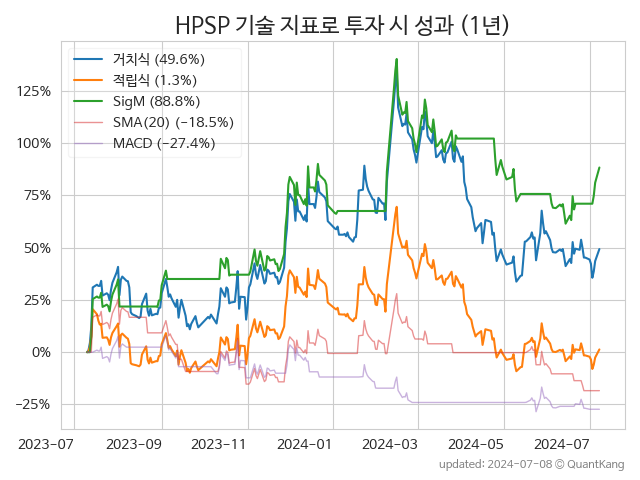 HPSP 기술 지표로 투자 시 성과 (1년)
거치식 (49.6%)
적립식 (1.3%)
SigM (88.8%)
SMA(20) (−18.5%)
MACD (−27.4%)
125%
100%
75%
50%
25%
0%
−25%
2023−07 2023−09 2023−11 2024−01 2024−03 2024−05 2024−07
updated: 2024−07−08 © QuantKang